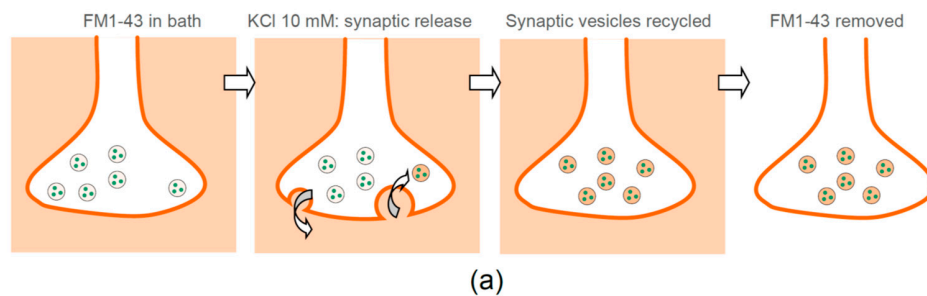 FM1-43 in bath
KCl 10 mM: synaptic release
Synaptic vesicles recycled
FM1-43 removed
(a)